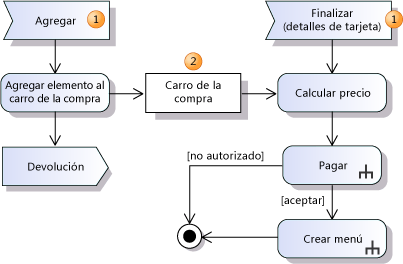 Agregar
1
Finalizar
(detalles de tarjeta)
1
2
Agregar elemento al
carro de la compra
Carro de la
compra
Calcular precio
Devolución
[no autorizado]
Pagar
[aceptar]
Crear menú